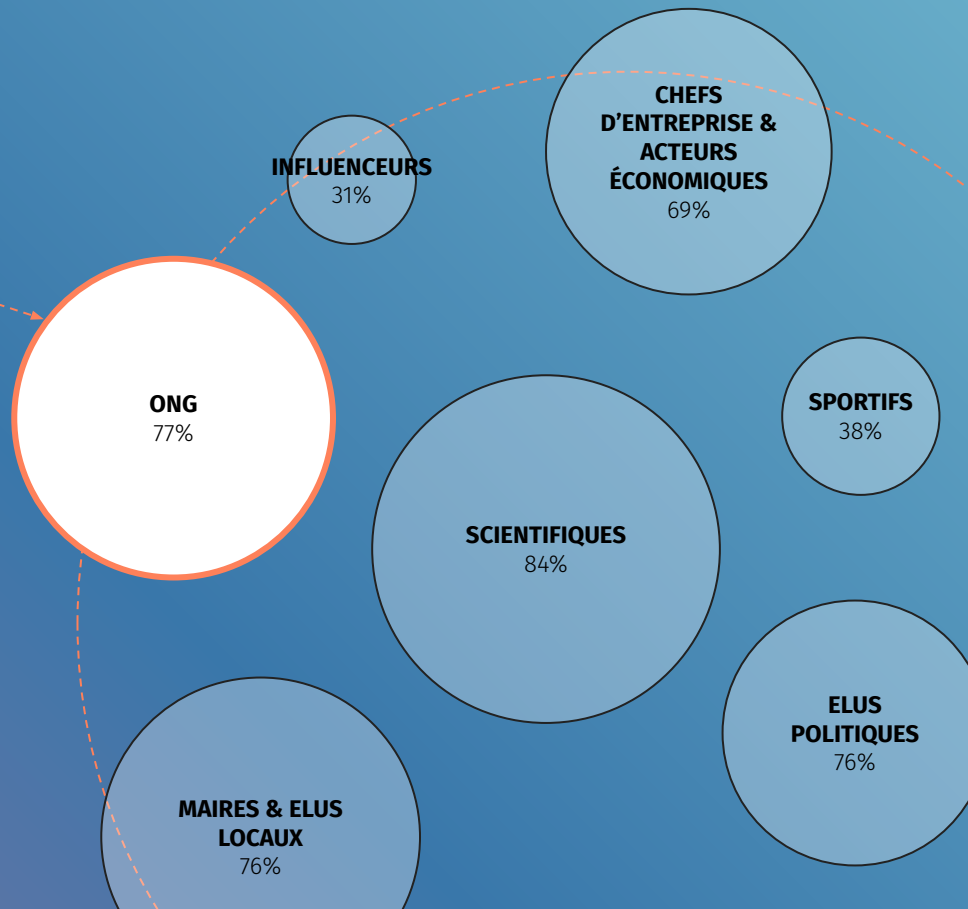 CHEFS
D'ENTREPRISE &
ACTEURS
ÉCONOMIQUES
69%
INFLUENCEURS
31%
ONG
77%
SPORTIFS
38%
SCIENTIFIQUES
84%
ELUS
POLITIQUES
76%
MAIRES & ELUS
LOCAUX
76%